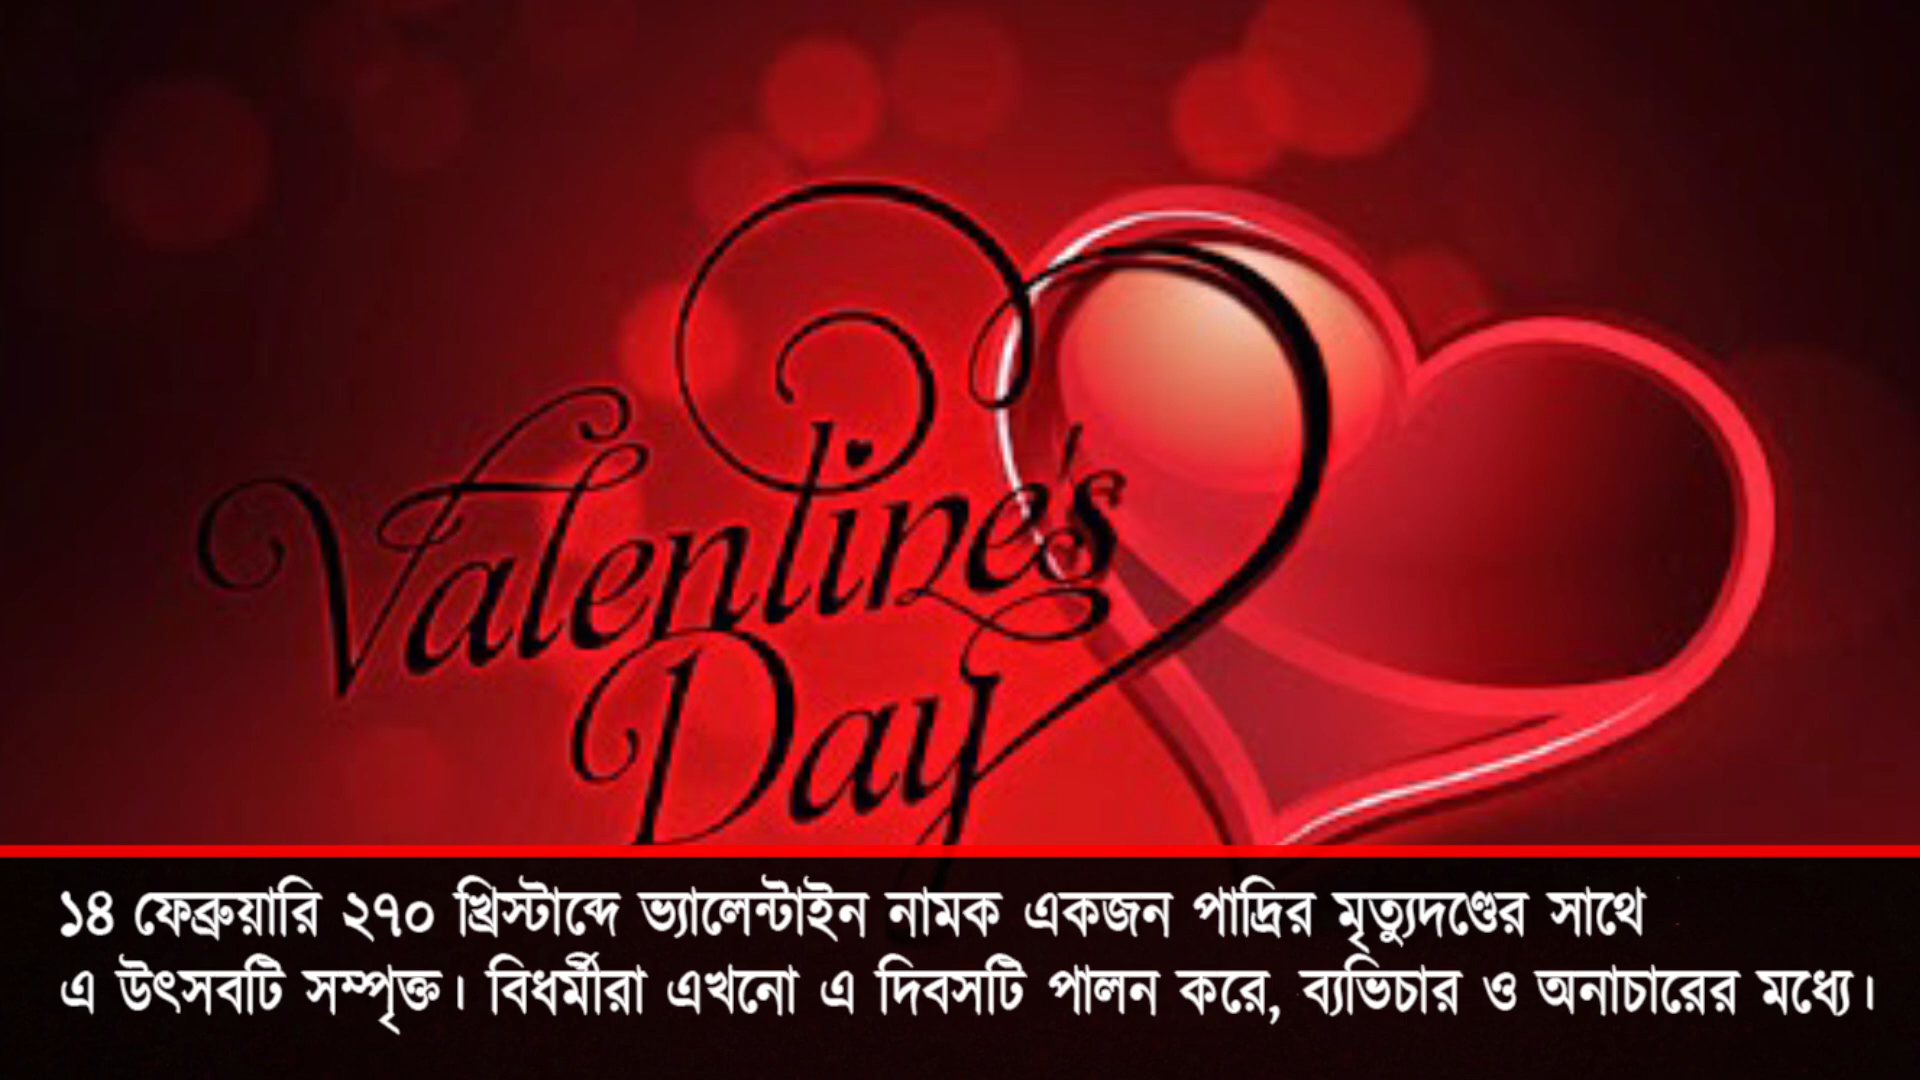 Valentine's
Day
১৪ ফেব্রুয়ারি ২৭০ খ্রিস্টাব্দে ভ্যালেন্টাইন নামক একজন পাদ্রির মৃত্যুদণ্ডের সাথে
এ উৎসবটি সম্পৃক্ত। বিধর্মীরা এখনো এ দিবসটি পালন করে, ব্যভিচার ও অনাচারের মধ্যে।